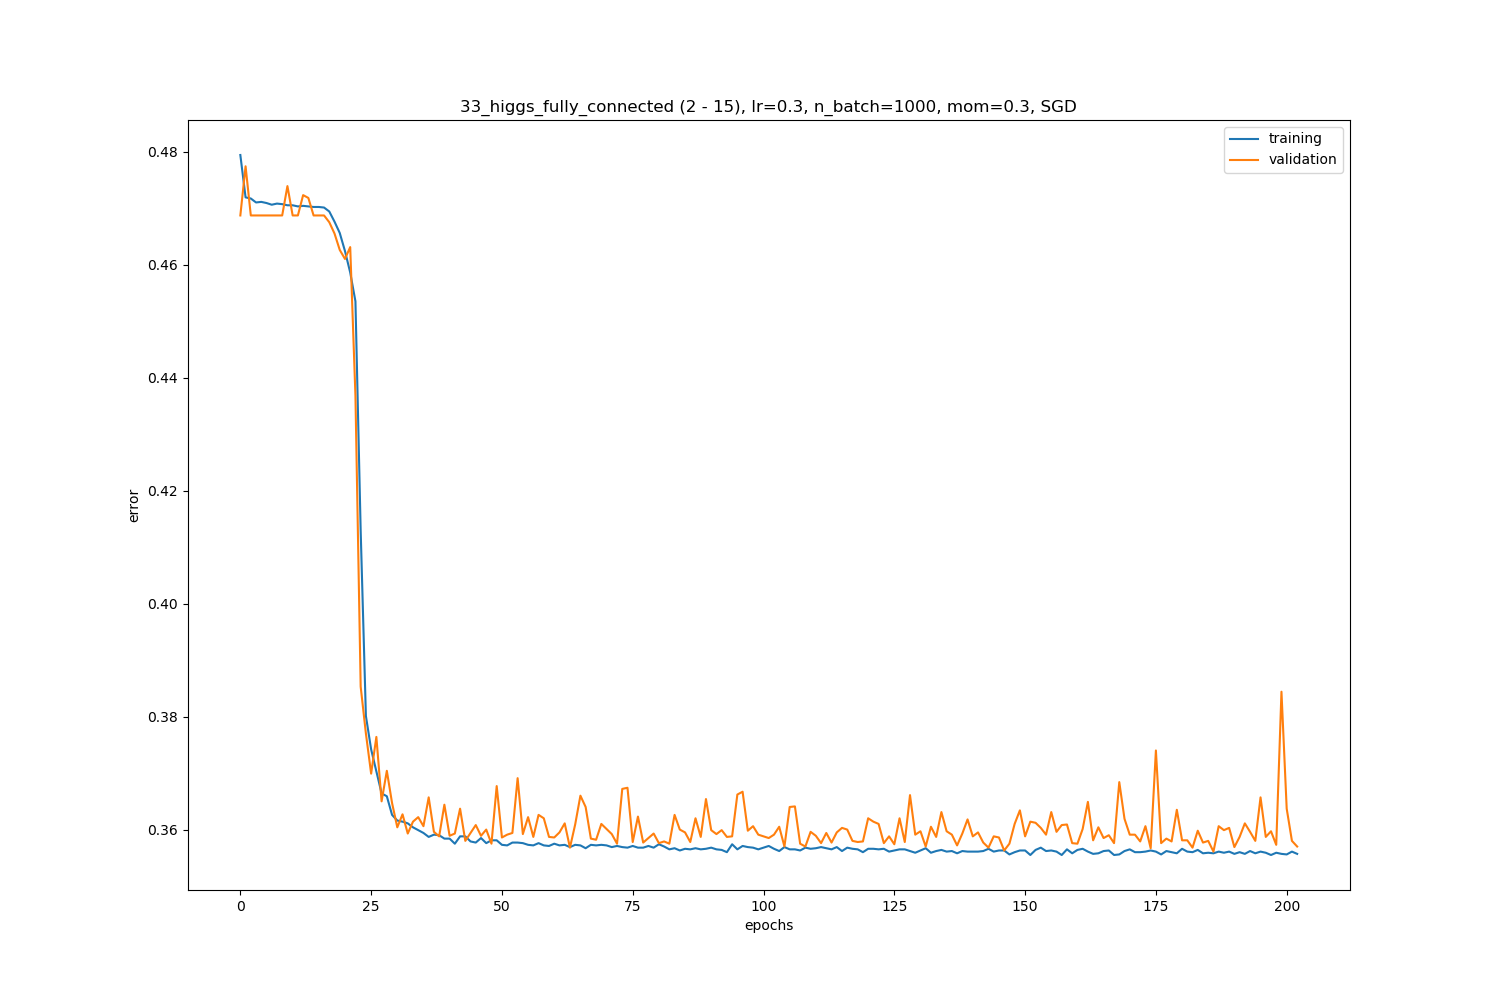 33_higgs_fully_connected (2 - 15), lr=0.3, n_batch=1000, mom=0.3, SGD
training
validation
0.48
0.46
0.44
0.42
0.40
0.38
0.36
error
0 25 50 75 100 125 150 175 200
epochs